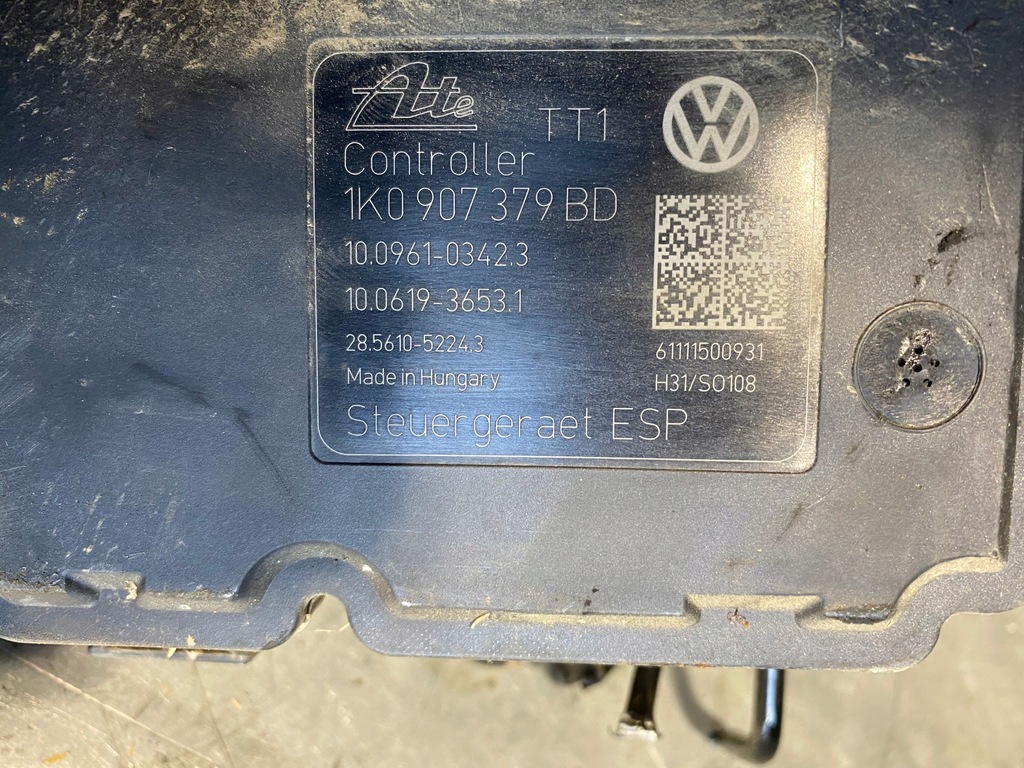 Ate
TT1
Controller
1K0 907 379 BD
10.0961-0342.3
10.0619-3653.1
28.5610-5224.3
61111500931
Made in Hungary
H31/SO108
Steuergeraet ESP